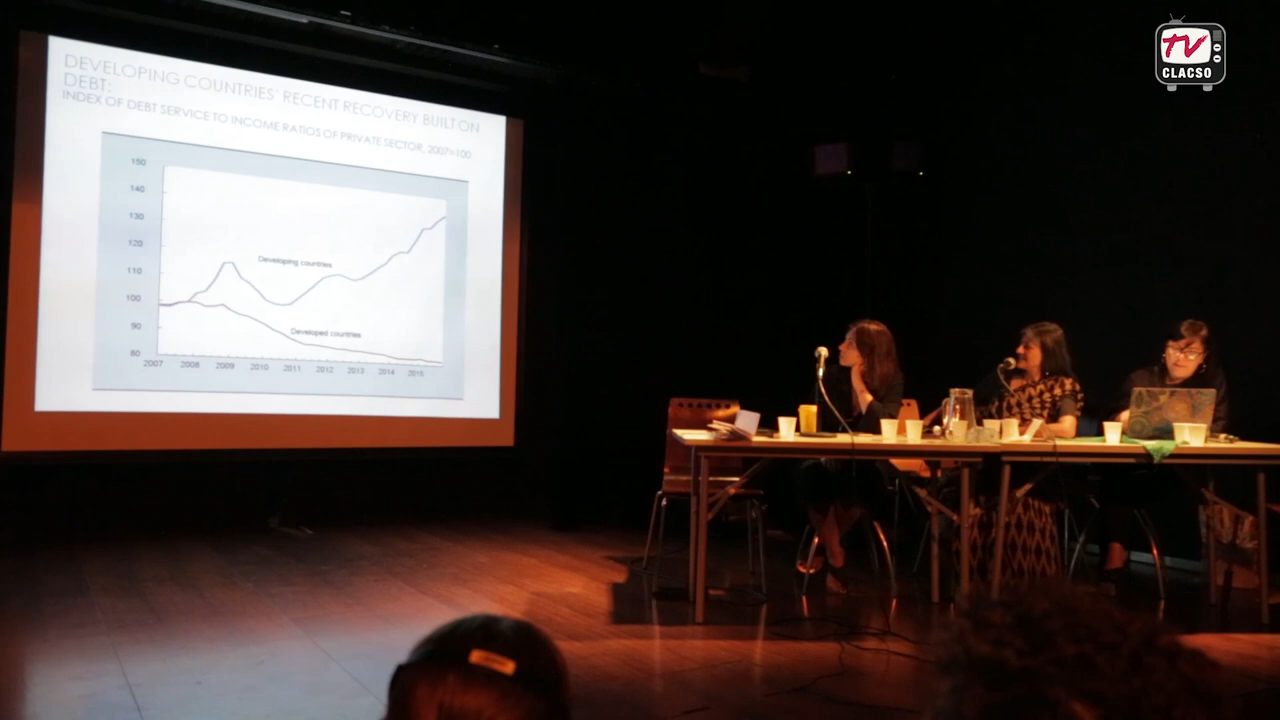 DEVELOPING COUNTRIES' RECENT RECOVERY BUILT ON
DEBT:
INDEX OF DEBT SERVICE TO INCOME RATIOS OF PRIVATE SECTOR, 2007=100
150
140
130
120
110
100
90
80
Developing countries
Developed countries
2007 2008 2009 2010 2011 2012 2013 2014 2015
TV
CLACSO